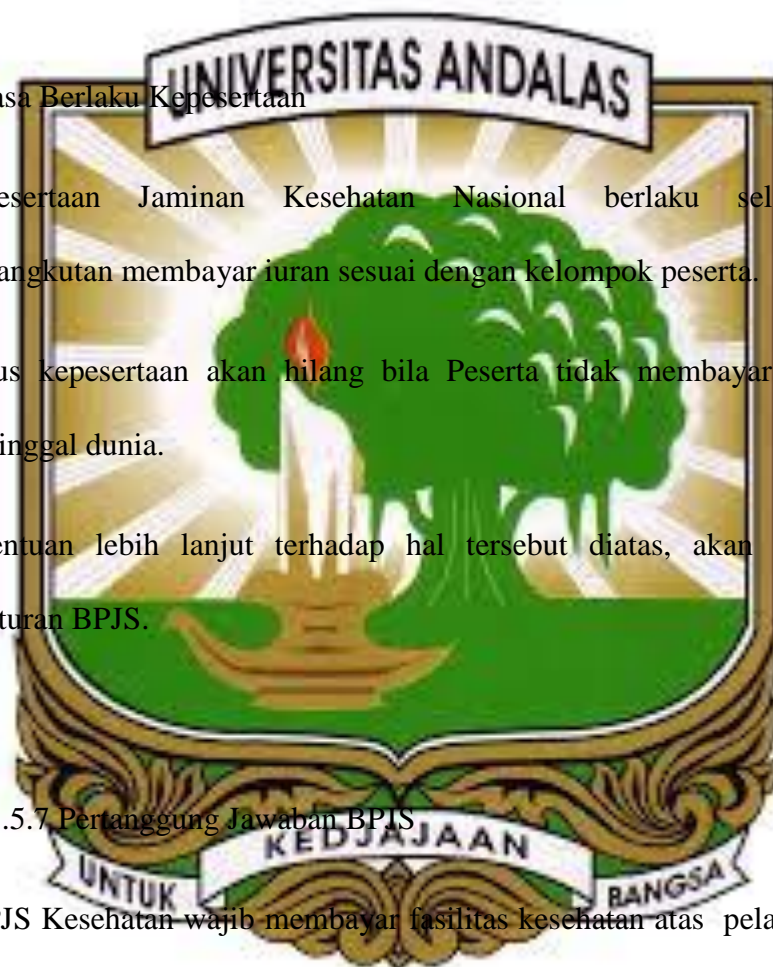 UNIVERSITAS ANDALAS
asa Berlaku Kepesertaan
esertaan Jaminan Kesehatan Nasional berlaku sel
angkutan membayar iuran sesuai dengan kelompok peserta.
us kepesertaan akan hilang bila Peserta tidak membayar
inggal dunia.
entuan lebih lanjut terhadap hal tersebut diatas, akan
turan BPJS.
.5.7 Pertanggung Jawaban BPJS
KEDJAJAAN
UNTUK BANGSA
JS Kesehatan wajib membayar fasilitas kesehatan atas pela